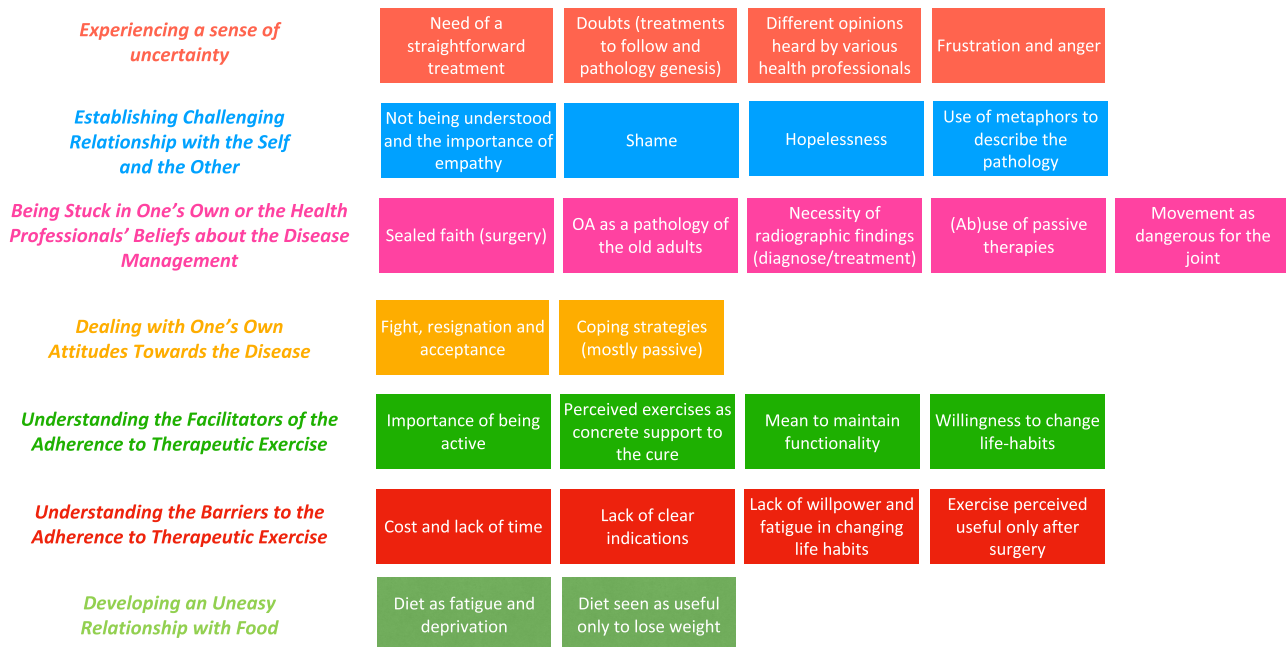 Experiencing a sense of
uncertainty
Need of a
straightforward
treatment
Doubts (treatments
to follow and
pathology genesis)
Different opinions
heard by various
health professionals
Frustration and anger
Establishing Challenging
Relationship with the Self
and the Other
Not being understood
and the importance of
empathy
Shame
Hopelessness
Use of metaphors to
describe the
pathology
Being Stuck in One’s Own or the Health
Professionals’ Beliefs about the Disease
Management
Sealed faith (surgery)
OA as a pathology of
the old adults
Necessity of
radiographic findings
(diagnose/treatment)
(Ab)use of passive
therapies
Movement as
dangerous for the
joint
Dealing with One’s Own
Attitudes Towards the Disease
Fight, resignation and
acceptance
Coping strategies
(mostly passive)
Understanding the Facilitators of the
Adherence to Therapeutic Exercise
Importance of being
active
Perceived exercises as
concrete support to
the cure
Mean to maintain
functionality
Willingness to change
life-habits
Understanding the Barriers to the
Adherence to Therapeutic Exercise
Cost and lack of time
Lack of clear
indications
Lack of willpower and
fatigue in changing
life habits
Exercise perceived
useful only after
surgery
Developing an Uneasy
Relationship with Food
Diet as fatigue and
deprivation
Diet seen as useful
only to lose weight